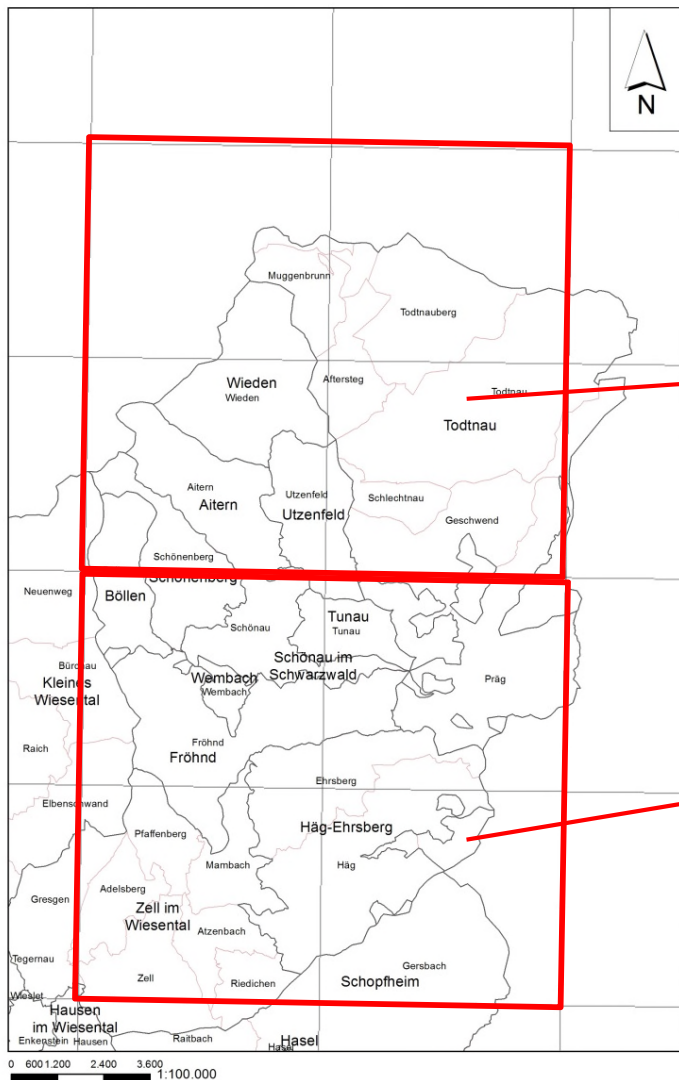 N
Muggenbrunn
Todtnauberg
Wieden
Wieden
Aftersteg
Todtnau
Todtnau
Aitern
Aitern
Utzenfeld
Utzenfeld
Schlechtnau
Geschwend
Schönenberg
Schönenberg
Neuenweg
Böllen
Tunau
Tunau
Schönau
Schönau im
Schwarzwald
Bürchau
Kleines
Wiesental
Wembach
Wembach
Präg
Raich
Fröhnd
Fröhnd
Ehrsberg
Elbenschwand
Häg-Ehrsberg
Pfaffenberg
Mambach
Häg
Gresgen
Adelsberg
Zell im
Wiesental
Atzenbach
Tegernau
Zell
Riedichen
Gersbach
Schopfheim
Wieslet
Hausen
im Wiesental
Enkenstein
Hausen
Raitbach
Hasel
Hasel
0 600 1.200 2.400 3.600
1:100.000